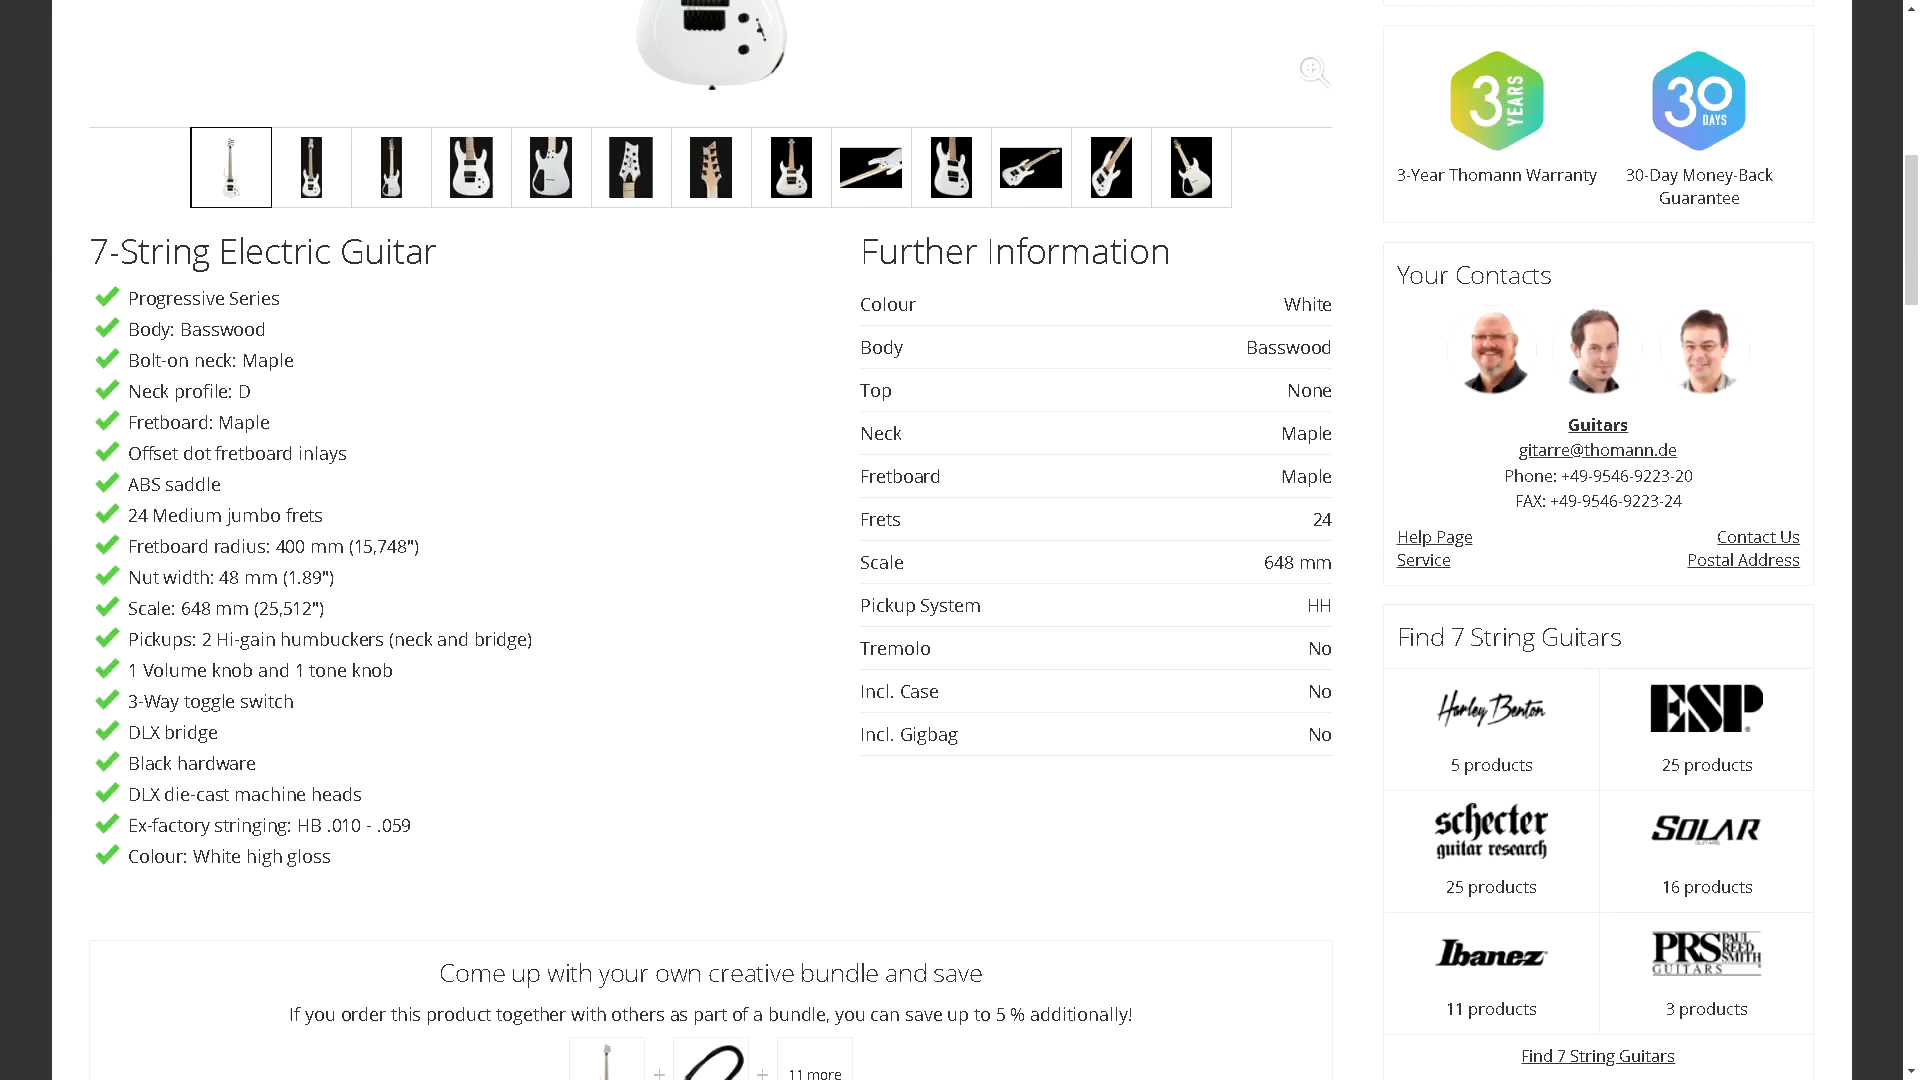 3 YEARS
30 DAYS
3-Year Thomann Warranty
30-Day Money-Back
Guarantee
7-String Electric Guitar
Progressive Series
Body: Basswood
Bolt-on neck: Maple
Neck profile: D
Fretboard: Maple
Offset dot fretboard inlays
ABS saddle
24 Medium jumbo frets
Fretboard radius: 400 mm (15,748")
Nut width: 48 mm (1.89")
Scale: 648 mm (25,512")
Pickups: 2 Hi-gain humbuckers (neck and bridge)
1 Volume knob and 1 tone knob
3-Way toggle switch
DLX bridge
Black hardware
DLX die-cast machine heads
Ex-factory stringing: HB .010 - .059
Colour: White high gloss
Further Information
Colour White
Body Basswood
Top None
Neck Maple
Fretboard Maple
Frets 24
Scale 648 mm
Pickup System HH
Tremolo No
Incl. Case No
Incl. Gigbag No
Your Contacts
Guitars
gitarre@thomann.de
Phone: +49-9546-9223-20
FAX: +49-9546-9223-24
Help Page Contact Us
Service Postal Address
Find 7 String Guitars
Harley Benton
5 products
ESP
25 products
schecter
guitar research
25 products
SOLAR
GUITARS
16 products
Ibanez
11 products
PRS PAUL REED SMITH
GUITARS
3 products
Find 7 String Guitars
Come up with your own creative bundle and save
If you order this product together with others as part of a bundle, you can save up to 5 % additionally!
+ + 11 more